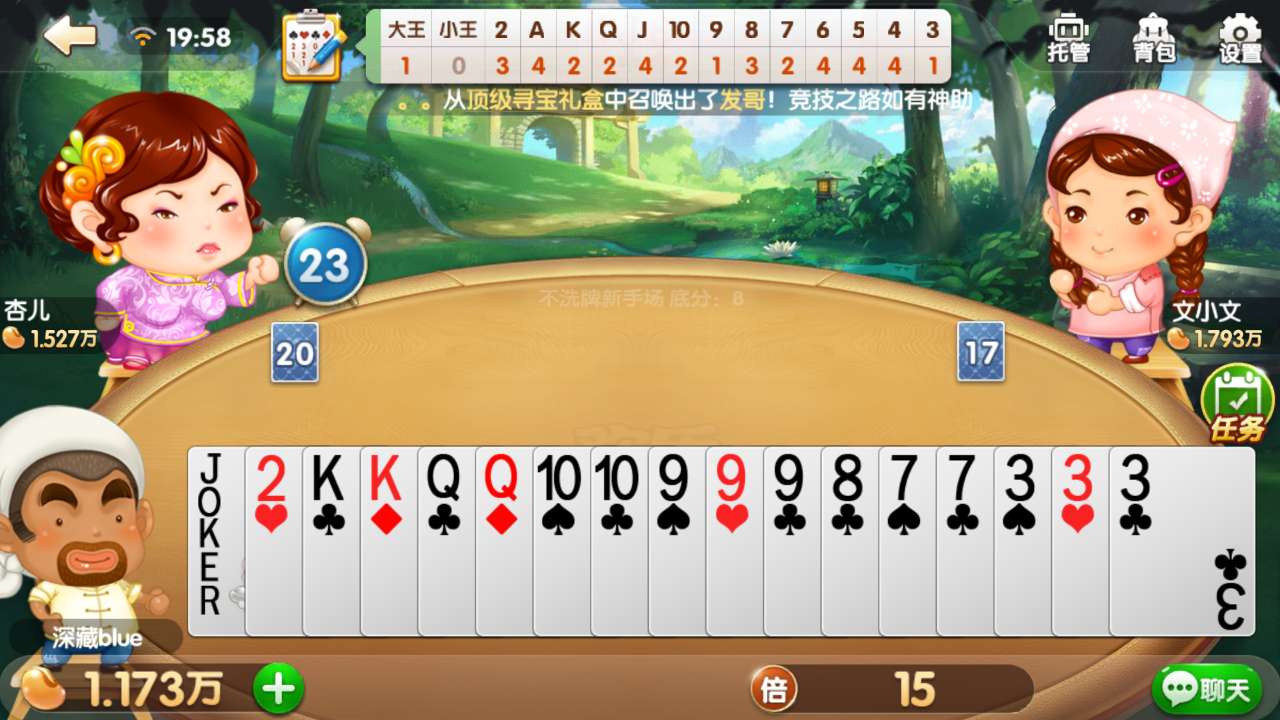 19:58
大王 小王 2 A K Q J 10 9 8 7 6 5 4 3
1 0 3 4 2 2 4 2 1 3 2 4 4 4 1
托管 背包 设置
。。从顶级寻宝礼盒中召唤出了发哥！竞技之路如有神助
23
不洗牌新手场 底分：8
杏儿
1.527万
文小文
1.793万
20
17
任务
JOKER 2 K K Q Q 10 10 9 9 9 8 7 7 3 3 3
3
深藏blue
1.173万
倍 15
聊天